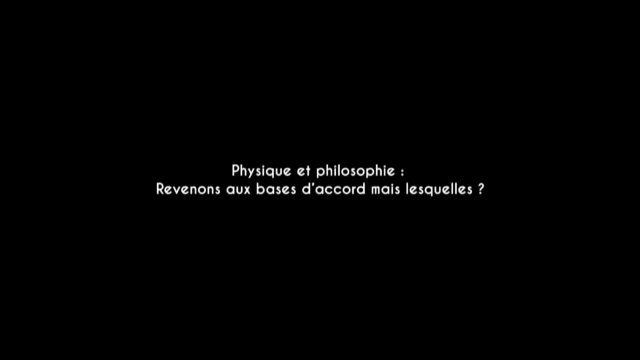 Physique et philosophie :
Revenons aux bases d'accord mais lesquelles ?